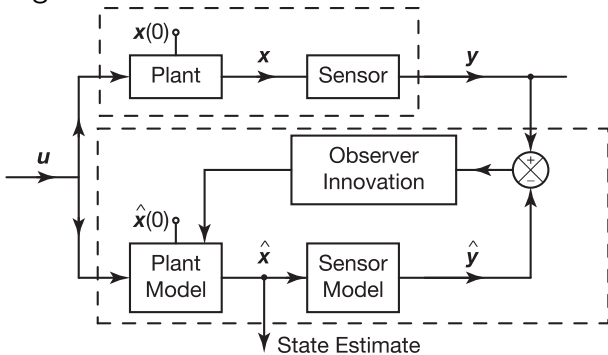 x(0)
x
y
Plant
Sensor
u
Observer
Innovation
+
−
x̂(0)
x̂
ŷ
Plant
Model
Sensor
Model
State Estimate